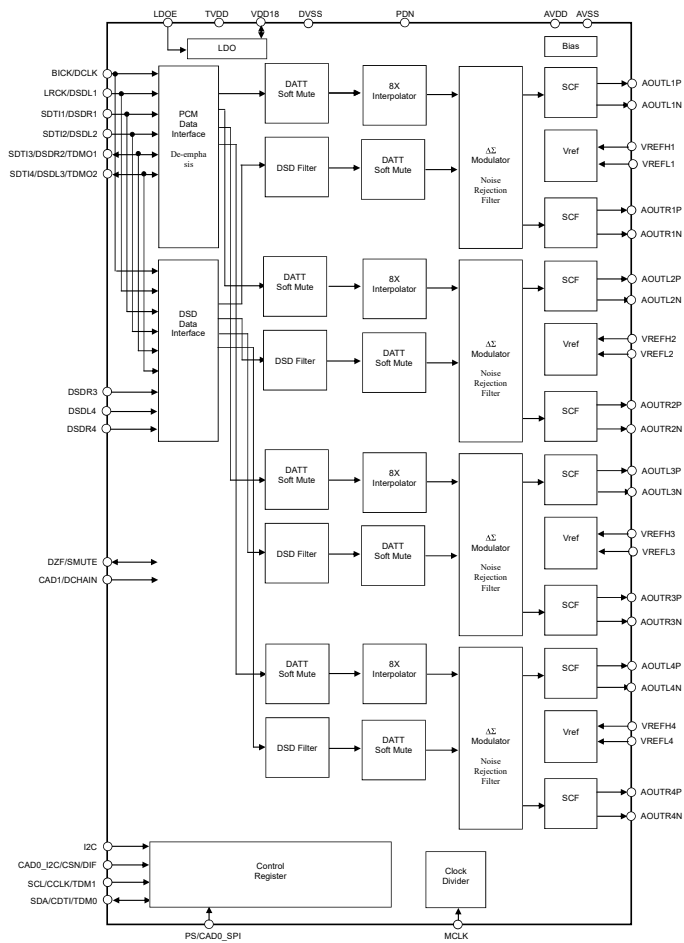 LDOE TVDD VDD18 DVSS PDN AVDD AVSS
LDO
Bias
BICK/DCLK
LRCK/DSDL1
SDTI1/DSDR1
SDTI2/DSDL2
SDTI3/DSDR2/TDMO1
SDTI4/DSDL3/TDMO2
PCM
Data
Interface
De-empha
sis
DATT
Soft Mute
8X
Interpolator
DSD Filter
DATT
Soft Mute
ΔΣ
Modulator
Noise
Rejection
Filter
SCF
Vref
SCF
AOUTL1P
AOUTL1N
VREFH1
VREFL1
AOUTR1P
AOUTR1N
DSD
Data
Interface
DSDR3
DSDL4
DSDR4
DATT
Soft Mute
8X
Interpolator
DSD Filter
DATT
Soft Mute
ΔΣ
Modulator
Noise
Rejection
Filter
SCF
Vref
SCF
AOUTL2P
AOUTL2N
VREFH2
VREFL2
AOUTR2P
AOUTR2N
DZF/SMUTE
CAD1/DCHAIN
DATT
Soft Mute
8X
Interpolator
DSD Filter
DATT
Soft Mute
ΔΣ
Modulator
Noise
Rejection
Filter
SCF
Vref
SCF
AOUTL3P
AOUTL3N
VREFH3
VREFL3
AOUTR3P
AOUTR3N
DATT
Soft Mute
8X
Interpolator
DSD Filter
DATT
Soft Mute
ΔΣ
Modulator
Noise
Rejection
Filter
SCF
Vref
SCF
AOUTL4P
AOUTL4N
VREFH4
VREFL4
AOUTR4P
AOUTR4N
I2C
CAD0_I2C/CSN/DIF
SCL/CCLK/TDM1
SDA/CDTI/TDM0
Control
Register
Clock
Divider
PS/CAD0_SPI
MCLK